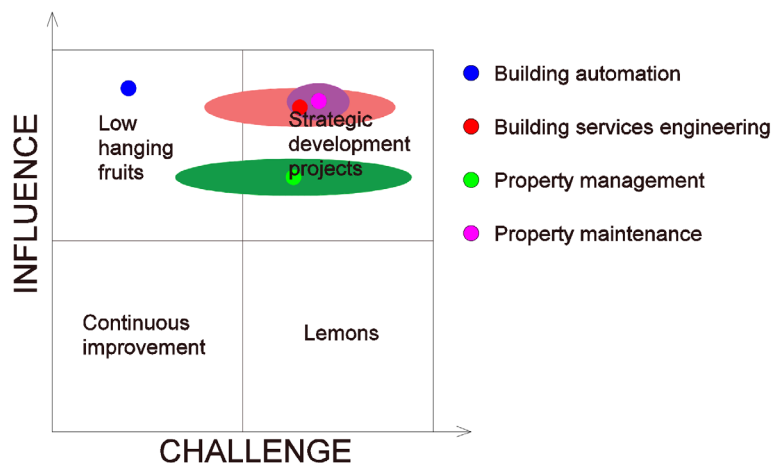 Low
hanging
fruits
Strategic
development
projects
Continuous
improvement
Lemons
INFLUENCE
CHALLENGE
Building automation
Building services engineering
Property management
Property maintenance